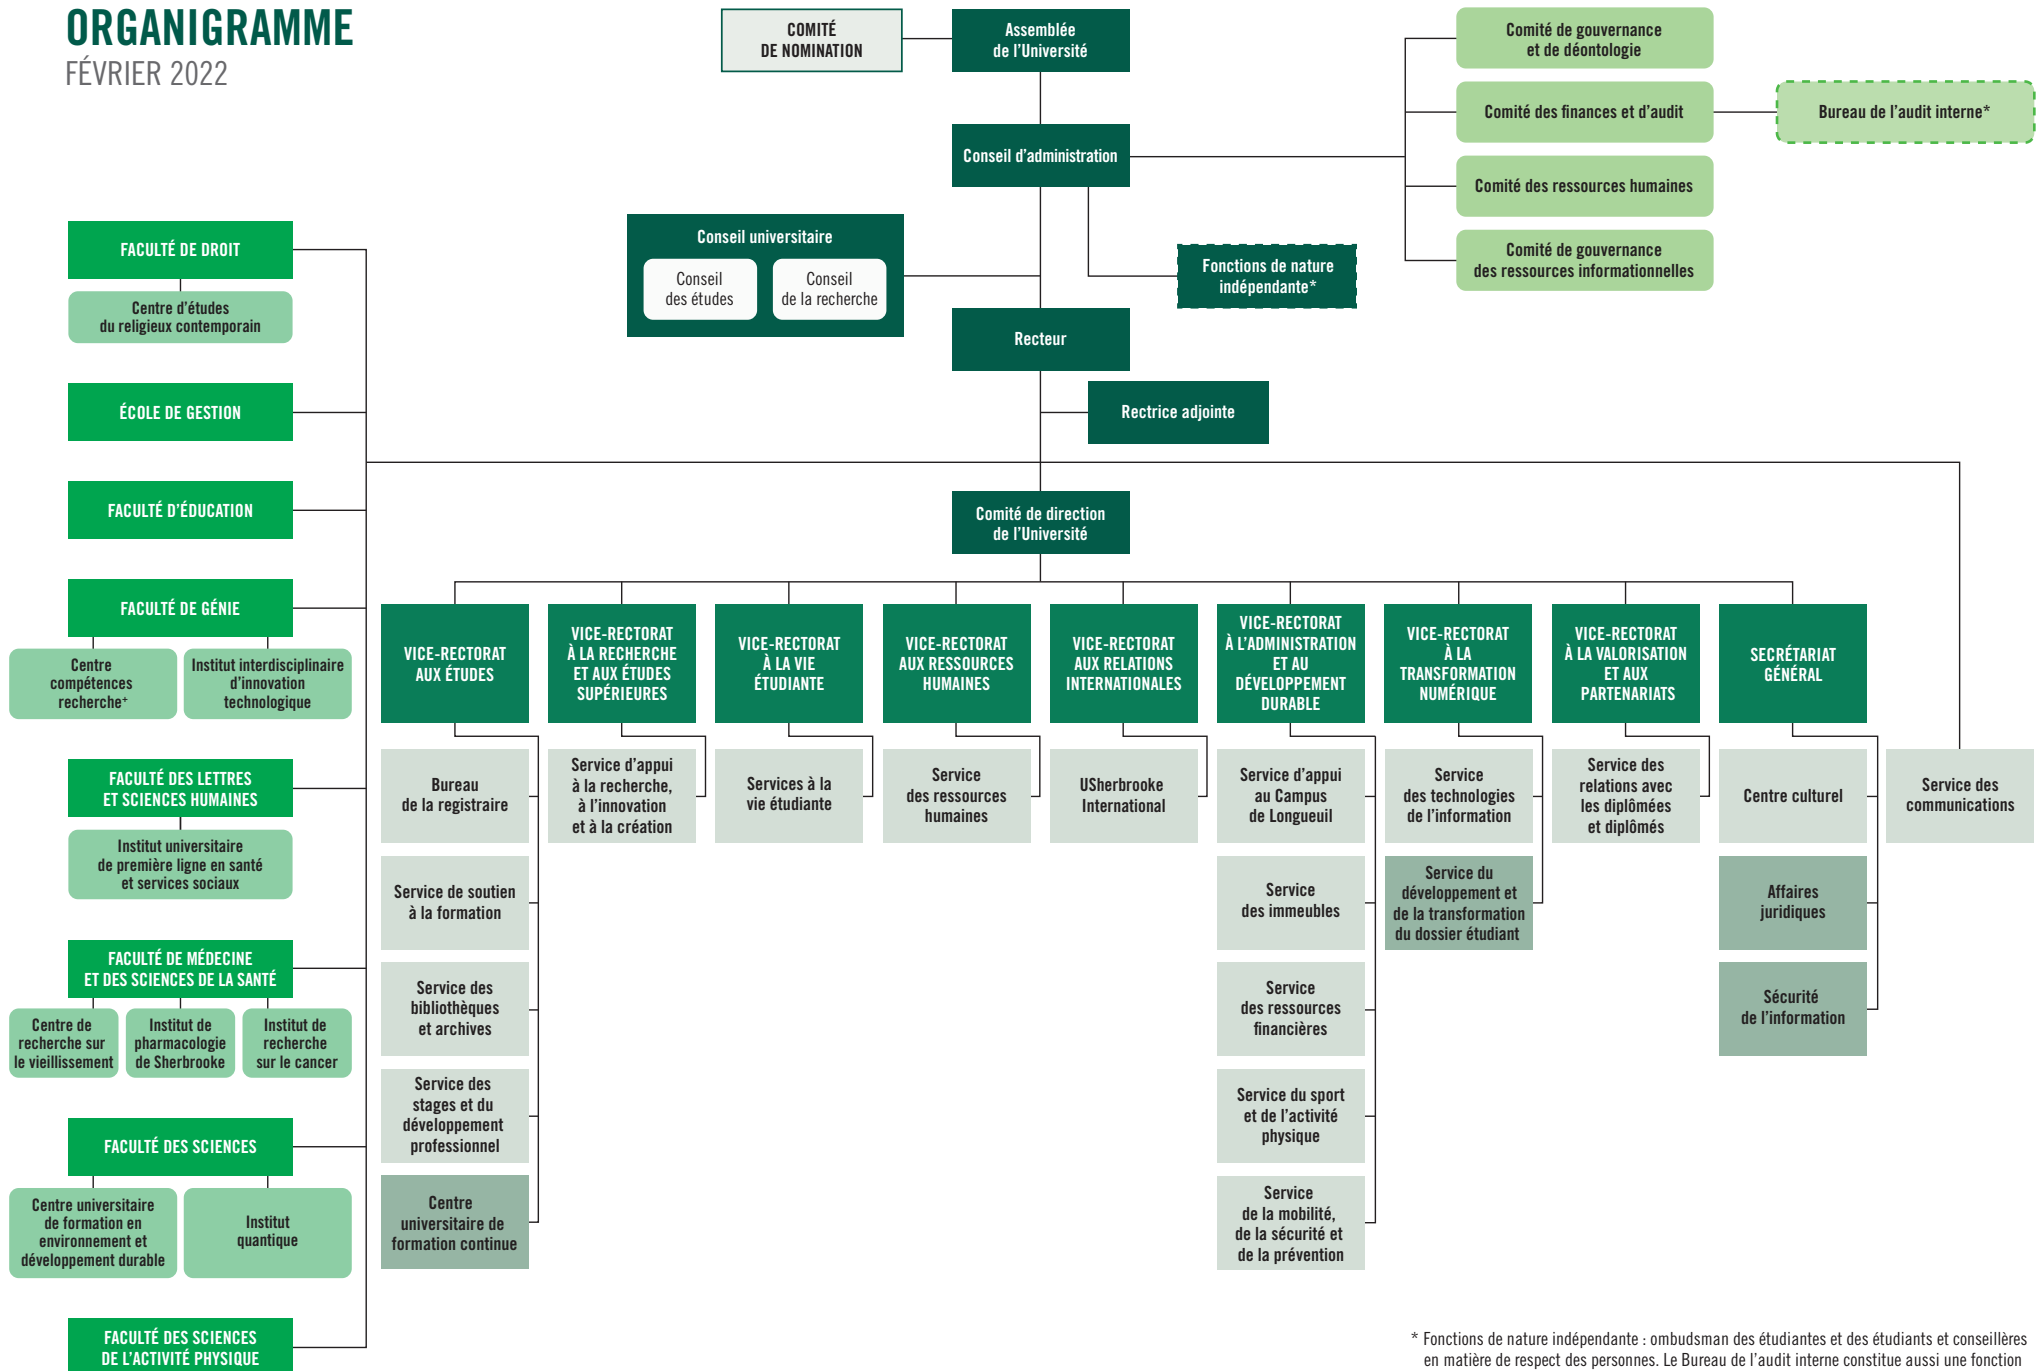 ORGANIGRAMME
FÉVRIER 2022
COMITÉ
DE NOMINATION
Assemblée
de l'Université
Conseil d'administration
Comité de gouvernance
et de déontologie
Comité des finances et d'audit
Bureau de l'audit interne*
Comité des ressources humaines
Comité de gouvernance
des ressources informationnelles
Conseil universitaire
Conseil
des études
Conseil
de la recherche
Fonctions de nature
indépendante*
Recteur
Rectrice adjointe
Comité de direction
de l'Université
FACULTÉ DE DROIT
Centre d'études
du religieux contemporain
ÉCOLE DE GESTION
FACULTÉ D'ÉDUCATION
FACULTÉ DE GÉNIE
Centre
compétences
recherche+
Institut interdisciplinaire
d'innovation
technologique
FACULTÉ DES LETTRES
ET SCIENCES HUMAINES
Institut universitaire
de première ligne en santé
et services sociaux
FACULTÉ DE MÉDECINE
ET DES SCIENCES DE LA SANTÉ
Centre de
recherche sur
le vieillissement
Institut de
pharmacologie
de Sherbrooke
Institut de
recherche
sur le cancer
FACULTÉ DES SCIENCES
Centre universitaire
de formation en
environnement et
développement durable
Institut
quantique
FACULTÉ DES SCIENCES
DE L'ACTIVITÉ PHYSIQUE
VICE-RECTORAT
AUX ÉTUDES
Bureau
de la registraire
Service de soutien
à la formation
Service des
bibliothèques
et archives
Service des
stages et du
développement
professionnel
Centre
universitaire de
formation continue
VICE-RECTORAT
À LA RECHERCHE
ET AUX ÉTUDES
SUPÉRIEURES
Service d'appui
à la recherche,
à l'innovation
et à la création
VICE-RECTORAT
À LA VIE
ÉTUDIANTE
Services à la
vie étudiante
VICE-RECTORAT
AUX RESSOURCES
HUMAINES
Service
des ressources
humaines
VICE-RECTORAT
AUX RELATIONS
INTERNATIONALES
USherbrooke
International
VICE-RECTORAT
À L'ADMINISTRATION
ET AU
DÉVELOPPEMENT
DURABLE
Service d'appui
au Campus
de Longueuil
Service
des immeubles
Service
des ressources
financières
Service du sport
et de l'activité
physique
Service
de la mobilité,
de la sécurité et
de la prévention
VICE-RECTORAT
À LA
TRANSFORMATION
NUMÉRIQUE
Service
des technologies
de l'information
Service du
développement et
de la transformation
du dossier étudiant
VICE-RECTORAT
À LA VALORISATION
ET AUX
PARTENARIATS
Service des
relations avec
les diplômées
et diplômés
SECRÉTARIAT
GÉNÉRAL
Centre culturel
Affaires
juridiques
Sécurité
de l'information
Service des
communications
* Fonctions de nature indépendante : ombudsman des étudiantes et des étudiants et conseillères
en matière de respect des personnes. Le Bureau de l'audit interne constitue aussi une fonction